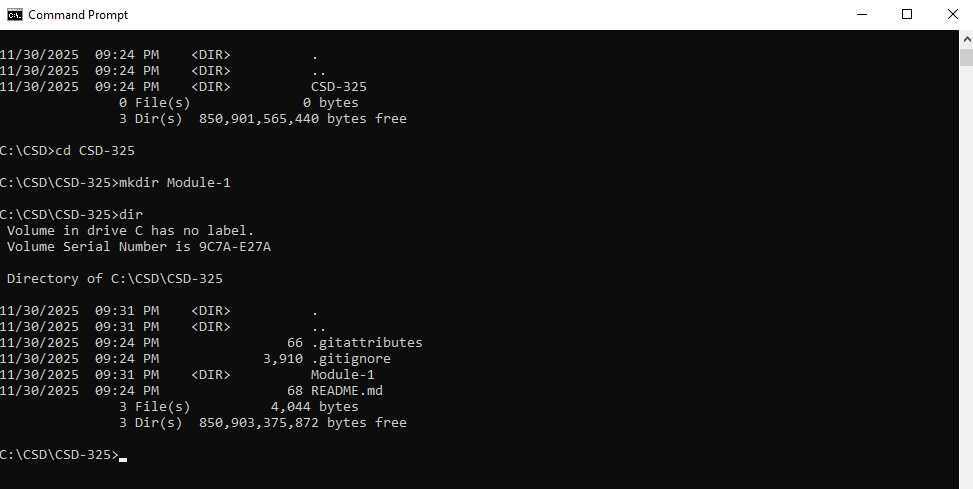 Command Prompt
11/30/2025  09:24 PM    <DIR>          .
11/30/2025  09:24 PM    <DIR>          ..
11/30/2025  09:24 PM    <DIR>          CSD-325
               0 File(s)              0 bytes
               3 Dir(s)  850,901,565,440 bytes free
C:\CSD>cd CSD-325
C:\CSD\CSD-325>mkdir Module-1
C:\CSD\CSD-325>dir
 Volume in drive C has no label.
 Volume Serial Number is 9C7A-E27A
 Directory of C:\CSD\CSD-325
11/30/2025  09:31 PM    <DIR>          .
11/30/2025  09:31 PM    <DIR>          ..
11/30/2025  09:24 PM                66 .gitattributes
11/30/2025  09:24 PM             3,910 .gitignore
11/30/2025  09:31 PM    <DIR>          Module-1
11/30/2025  09:24 PM                68 README.md
               3 File(s)          4,044 bytes
               3 Dir(s)  850,903,375,872 bytes free
C:\CSD\CSD-325>